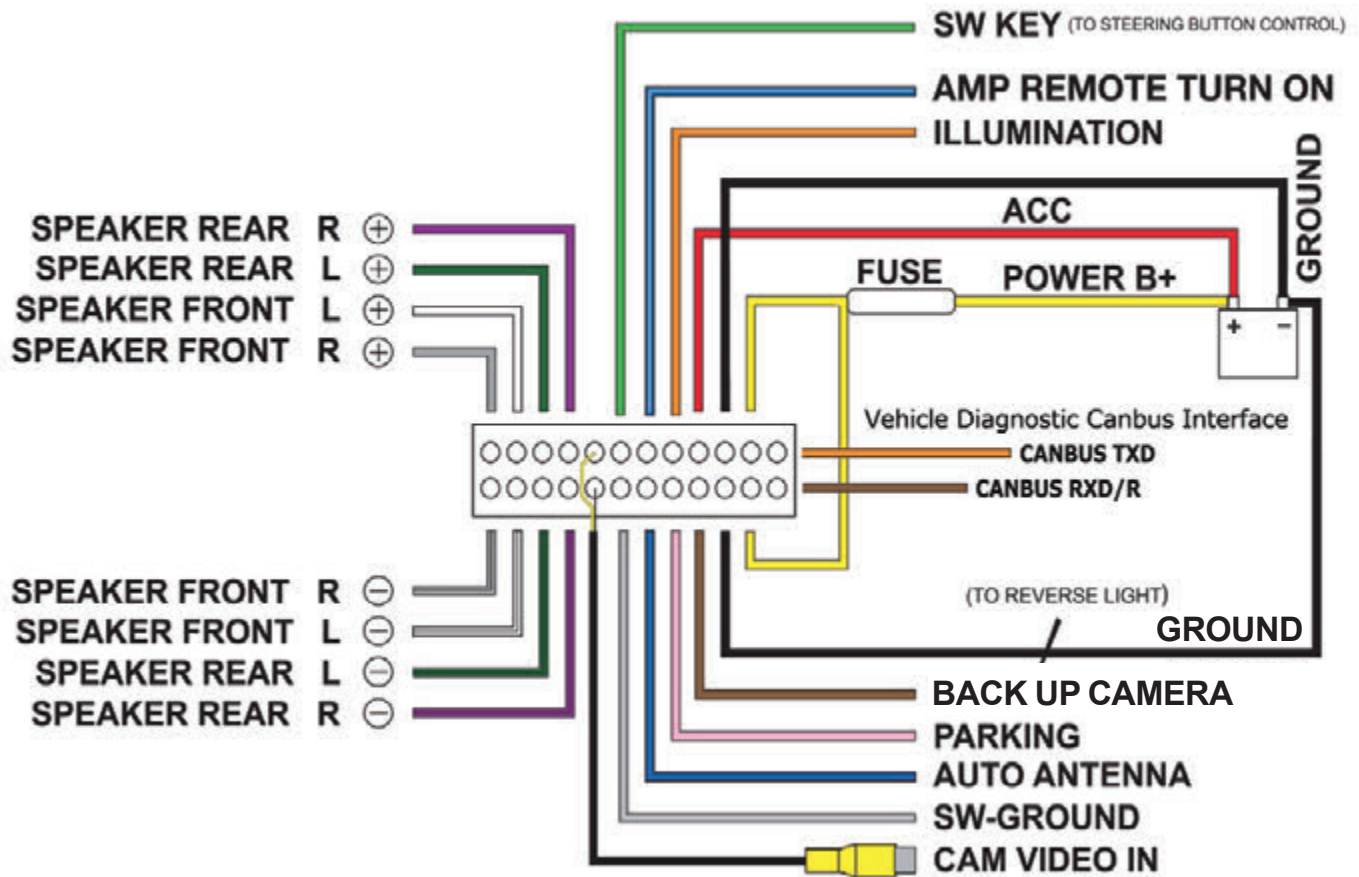 SW KEY (TO STEERING BUTTON CONTROL)
AMP REMOTE TURN ON
ILLUMINATION
GROUND
ACC
FUSE
POWER B+
+ −
SPEAKER REAR R ⊕
SPEAKER REAR L ⊕
SPEAKER FRONT L ⊕
SPEAKER FRONT R ⊕
Vehicle Diagnostic Canbus Interface
CANBUS TXD
CANBUS RXD/R
SPEAKER FRONT R ⊖
SPEAKER FRONT L ⊖
SPEAKER REAR L ⊖
SPEAKER REAR R ⊖
(TO REVERSE LIGHT)
GROUND
BACK UP CAMERA
PARKING
AUTO ANTENNA
SW-GROUND
CAM VIDEO IN